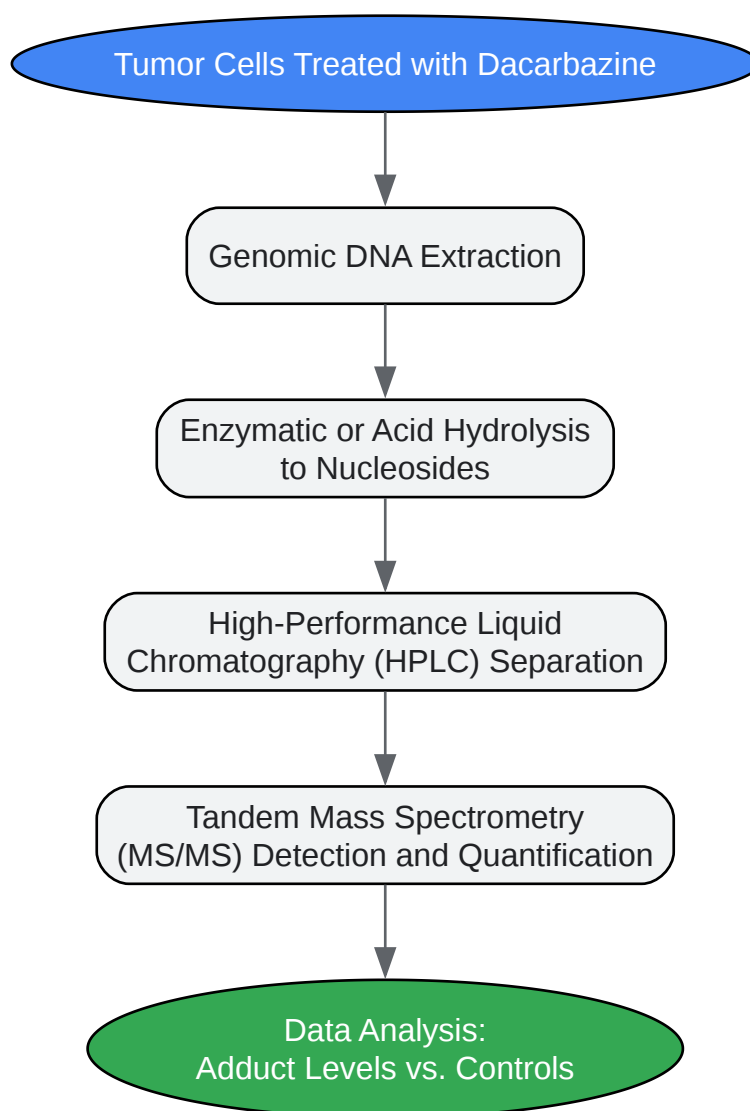 Tumor Cells Treated with Dacarbazine
Genomic DNA Extraction
Enzymatic or Acid Hydrolysis
to Nucleosides
High-Performance Liquid
Chromatography (HPLC) Separation
Tandem Mass Spectrometry
(MS/MS) Detection and Quantification
Data Analysis:
Adduct Levels vs. Controls